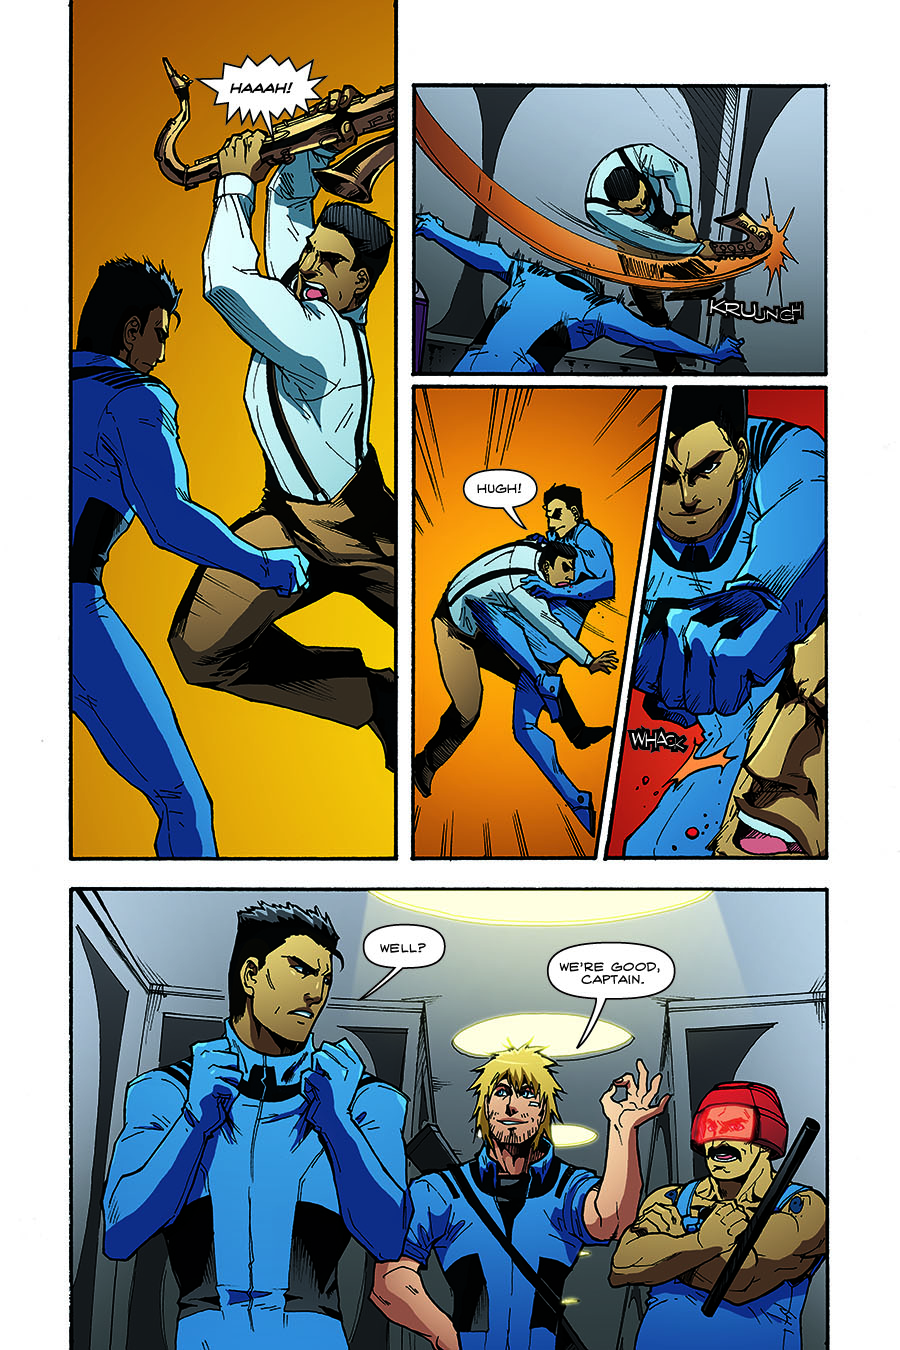 HAAAH!
KRUUNCH
HUGH!
WHACK
WELL?
WE'RE GOOD,
CAPTAIN.